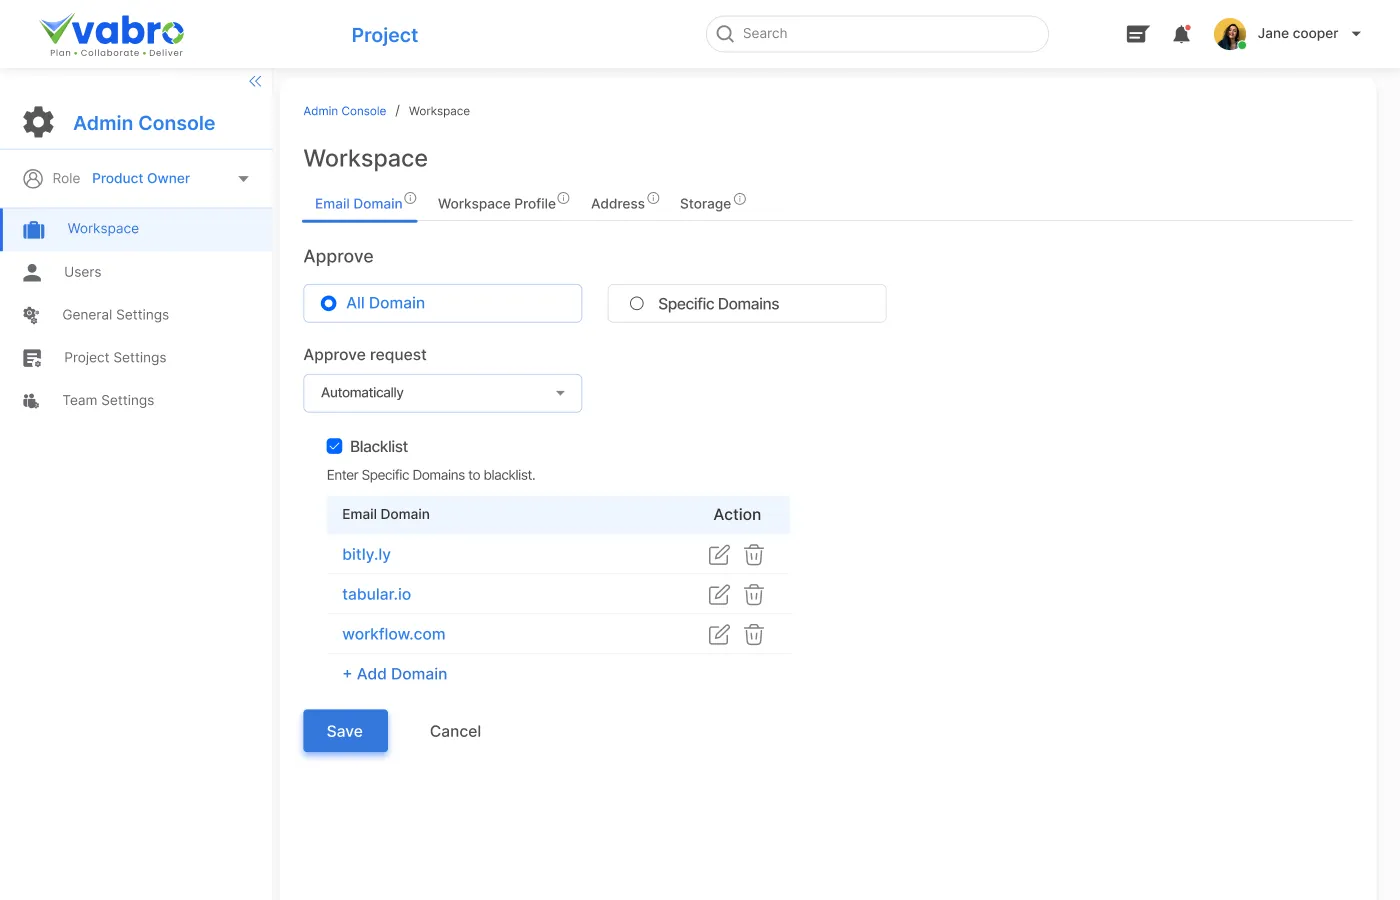 vabro
Plan • Collaborate • Deliver
Project
Search
Jane cooper
Admin Console
Role Product Owner
Workspace
Users
General Settings
Project Settings
Team Settings
Admin Console / Workspace
Workspace
Email Domain Workspace Profile Address Storage
Approve
All Domain Specific Domains
Approve request
Automatically
Blacklist
Enter Specific Domains to blacklist.
Email Domain Action
bitly.ly
tabular.io
workflow.com
+ Add Domain
Save Cancel